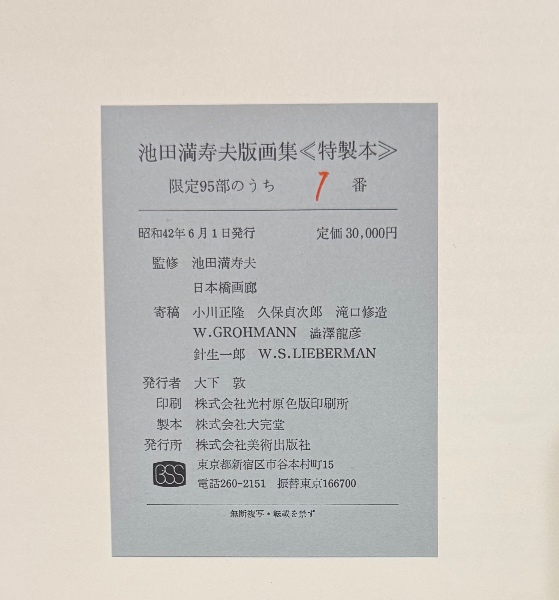 池田満寿夫版画集≪特製本≫
限定95部のうち 7 番
昭和42年6月1日発行 定価 30,000円
監修 池田満寿夫
日本橋画廊
寄稿 小川正隆 久保貞次郎 滝口修造
W.GROHMANN 澁澤龍彦
針生一郎 W.S.LIEBERMAN
発行者 大下 敦
印刷 株式会社光村原色版印刷所
製本 株式会社大完堂
発行所 株式会社美術出版社
BSS 東京都新宿区市谷本村町15
電話260-2151 振替東京166700
無断複写・転載を禁ず